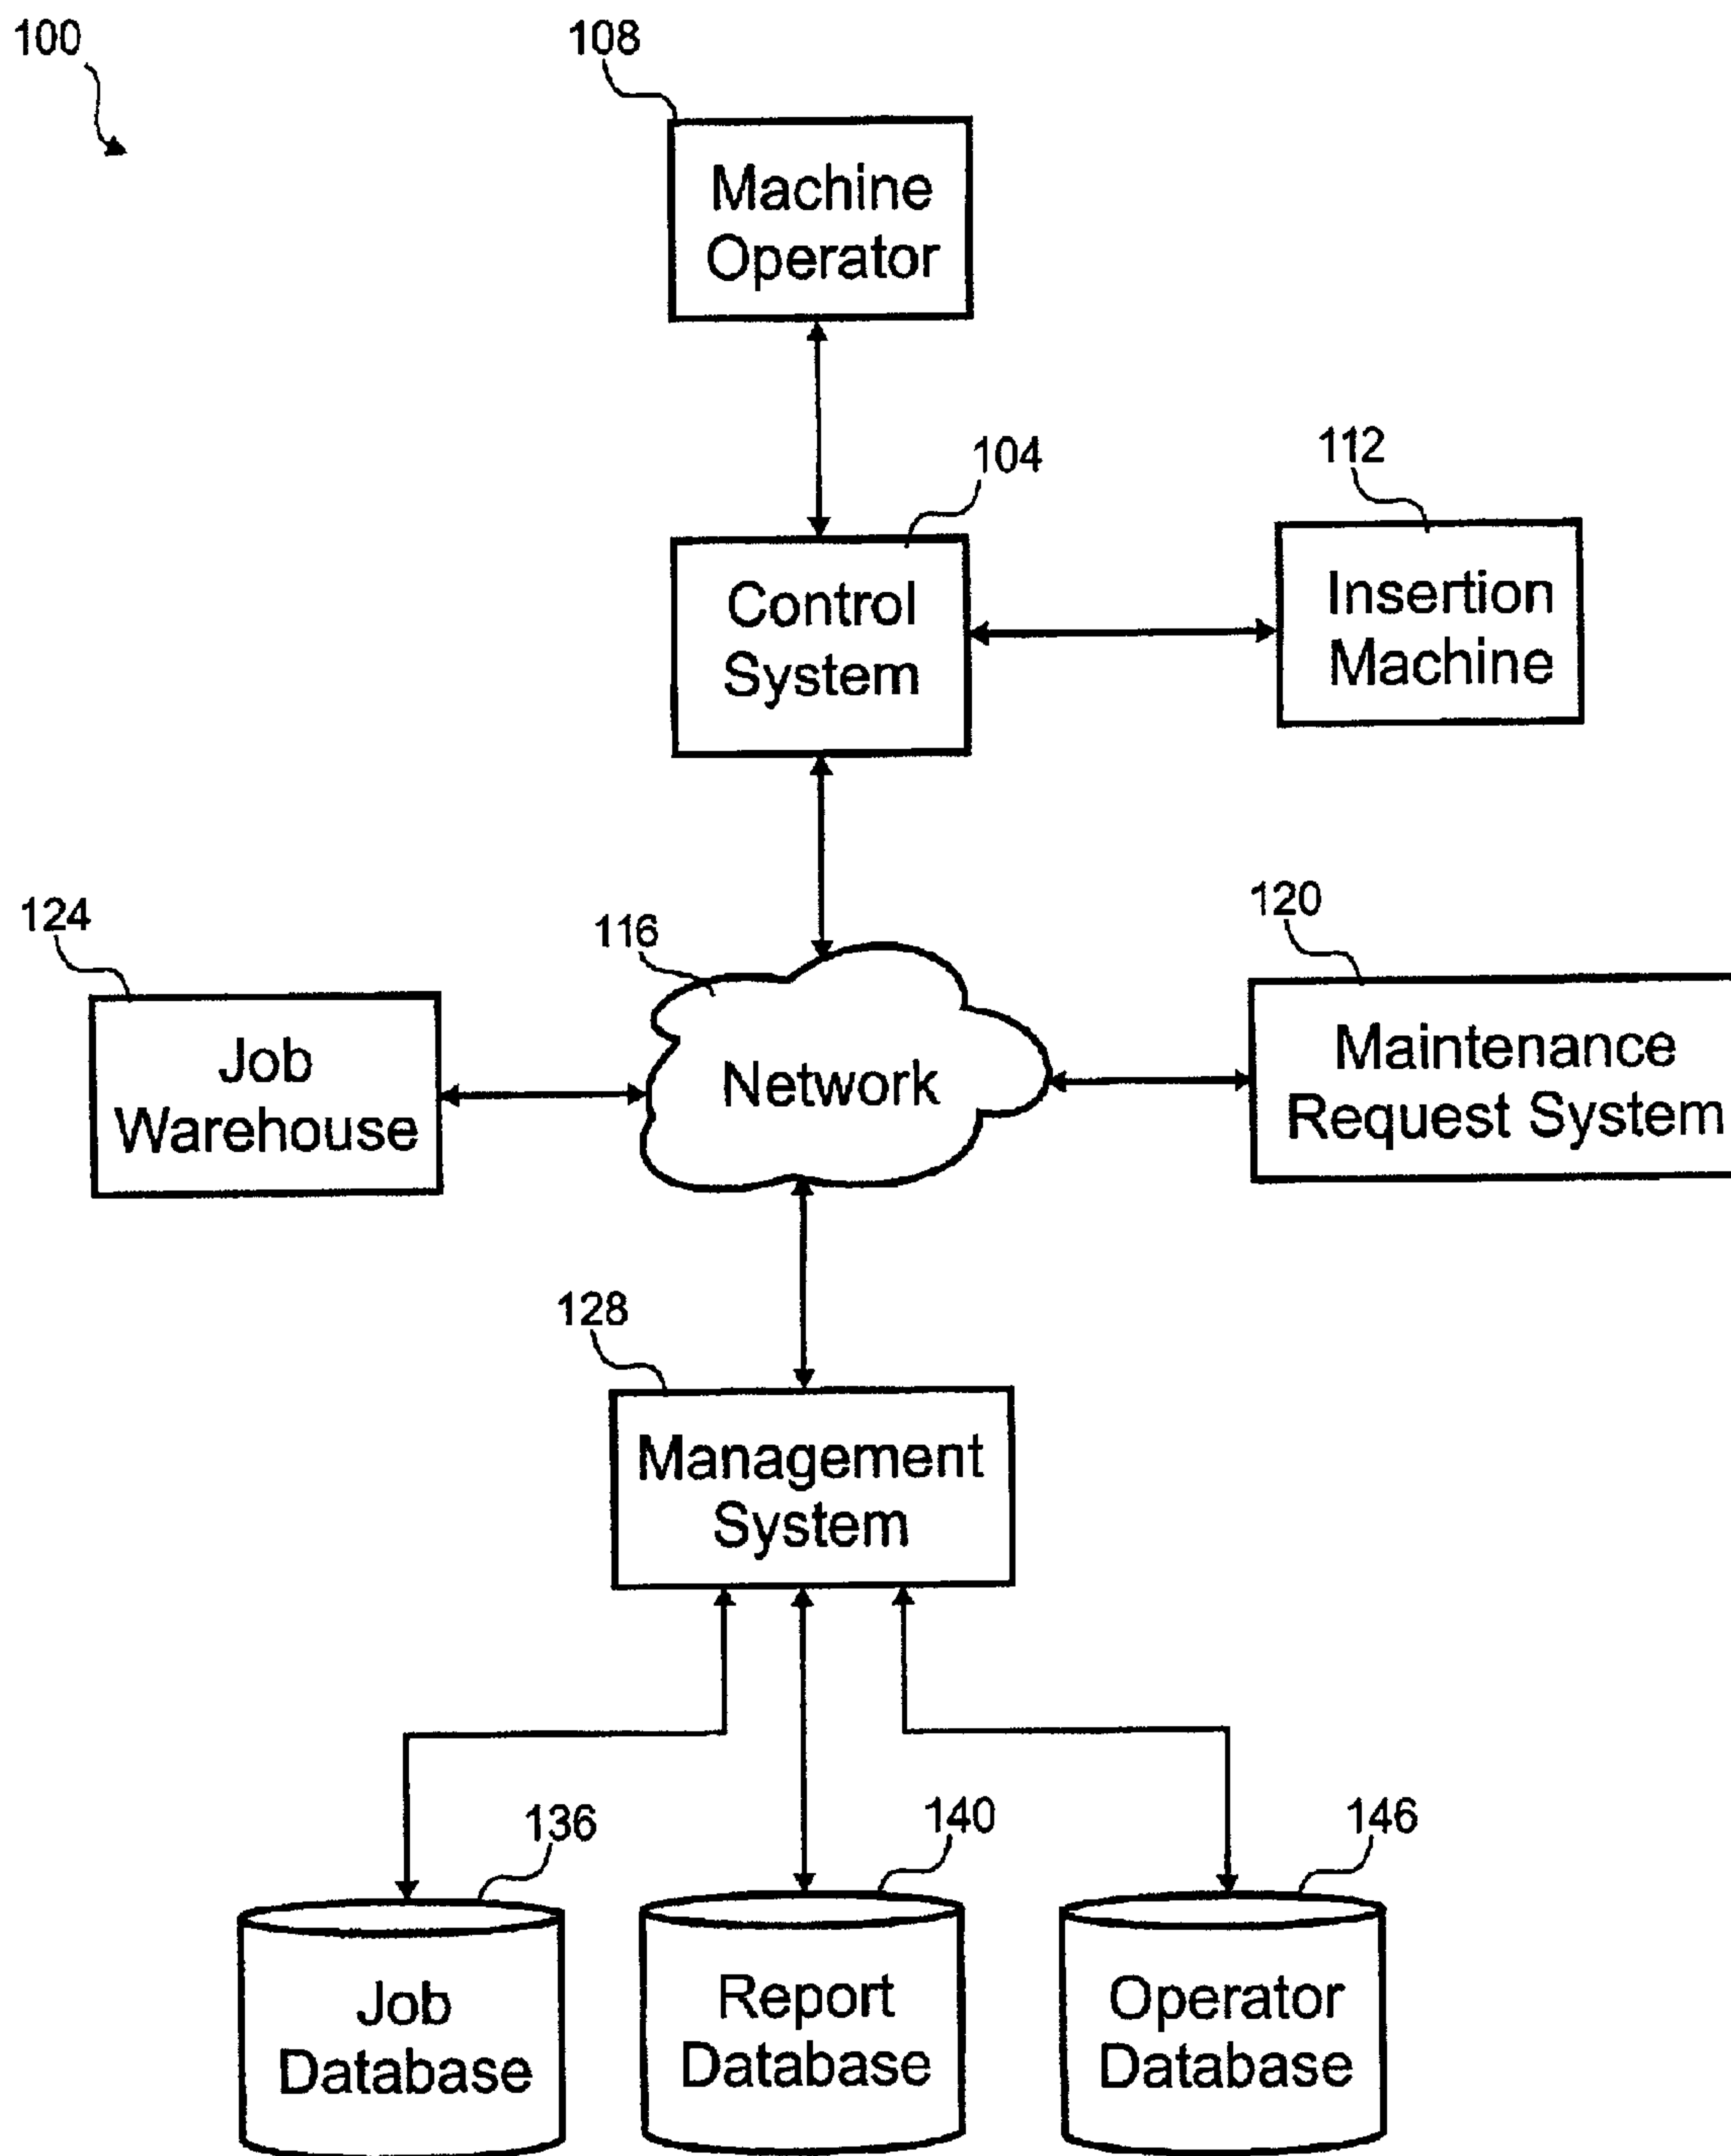 100
108
Machine
Operator
104
112
Control
System
Insertion
Machine
124
116
120
Job
Warehouse
Network
Maintenance
Request System
128
Management
System
136
140
146
Job
Database
Report
Database
Operator
Database